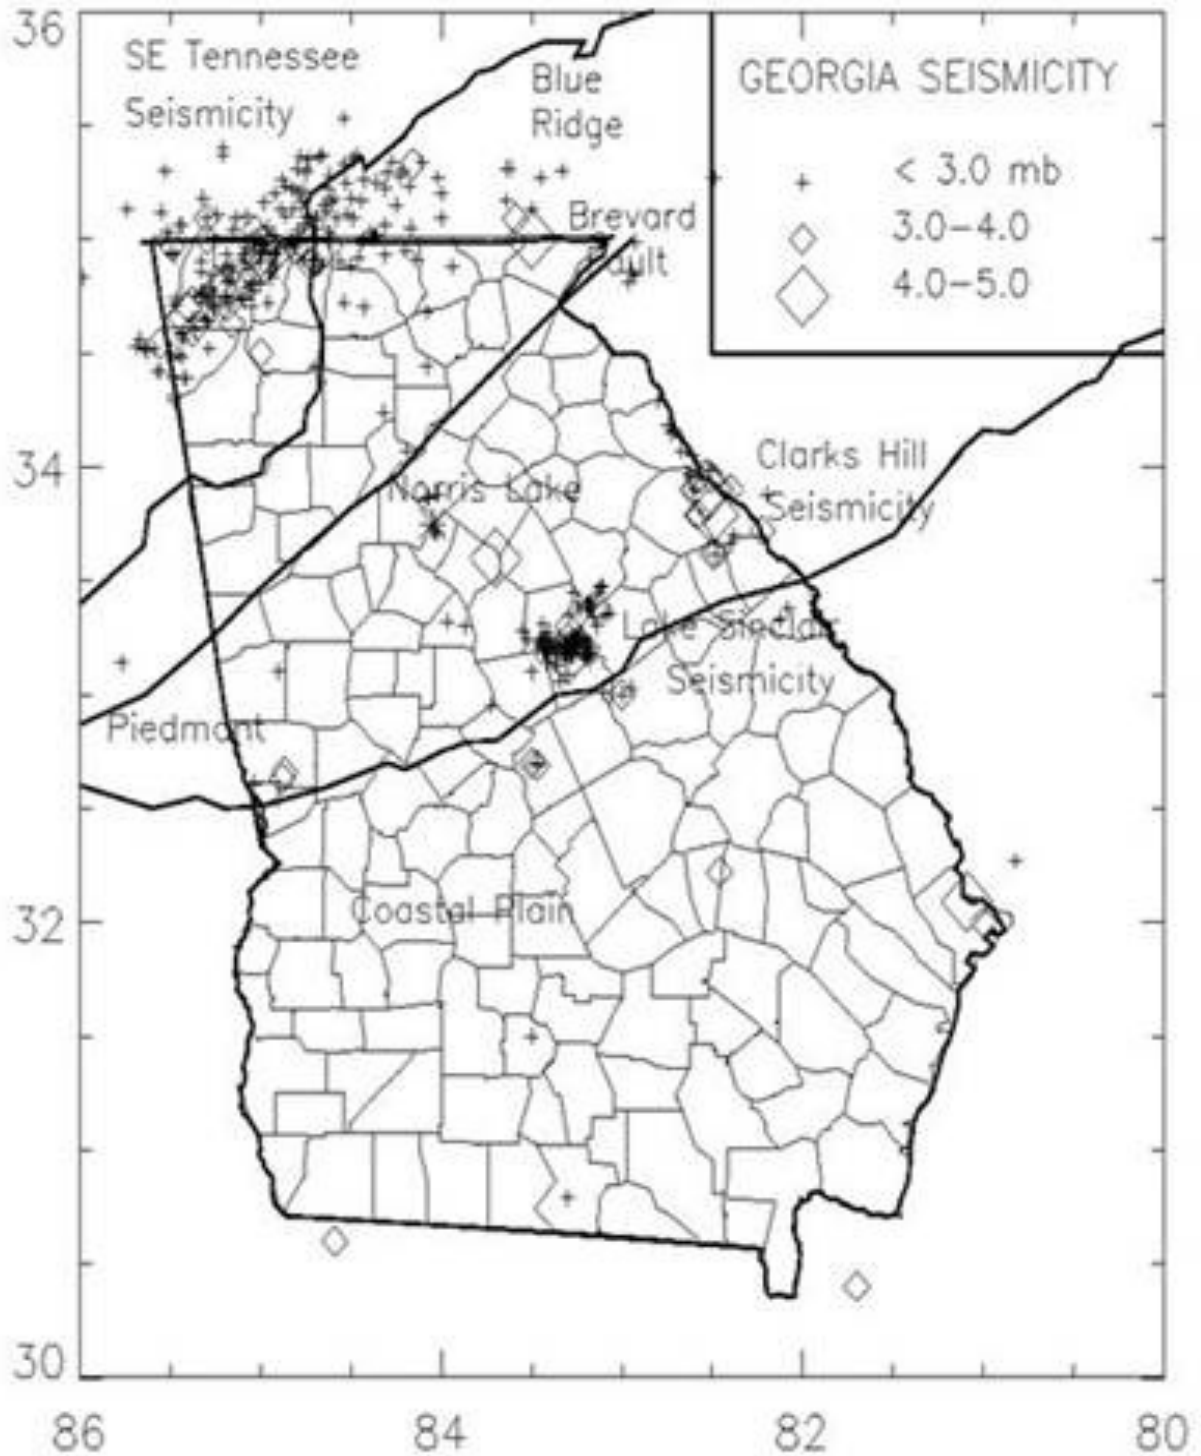 36
SE Tennessee
Seismicity
Blue
Ridge
GEORGIA SEISMICITY
< 3.0 mb
3.0-4.0
4.0-5.0
Brevard
Fault
34
Clarks Hill
Seismicity
Norris Lake
Lake Sinclair
Seismicity
Piedmont
32
Coastal Plain
30
86
84
82
80